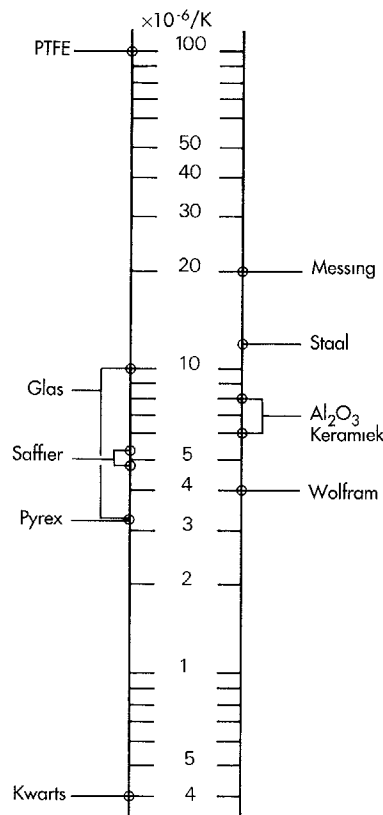 ×10⁻⁶/K
PTFE
100
50
40
30
20
Messing
Staal
10
Glas
Al₂O₃
Keramiek
Saffier
5
4
Wolfram
Pyrex
3
2
1
5
Kwarts
4